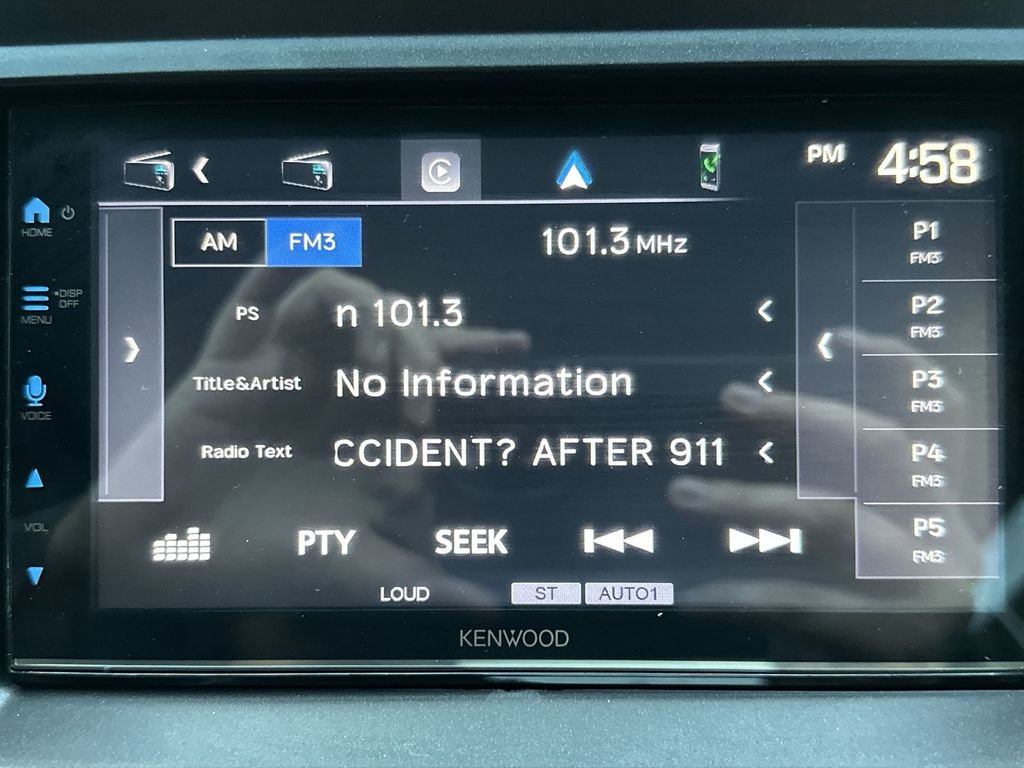 PM 4:58
HOME
AM FM3 101.3 MHz
P1
FM3
•DISP
OFF
MENU
PS n 101.3
P2
FM3
Title&Artist No Information
P3
FM3
VOICE
Radio Text CCIDENT? AFTER 911
P4
FM3
VOL
PTY SEEK
P5
FM3
LOUD ST AUTO1
KENWOOD